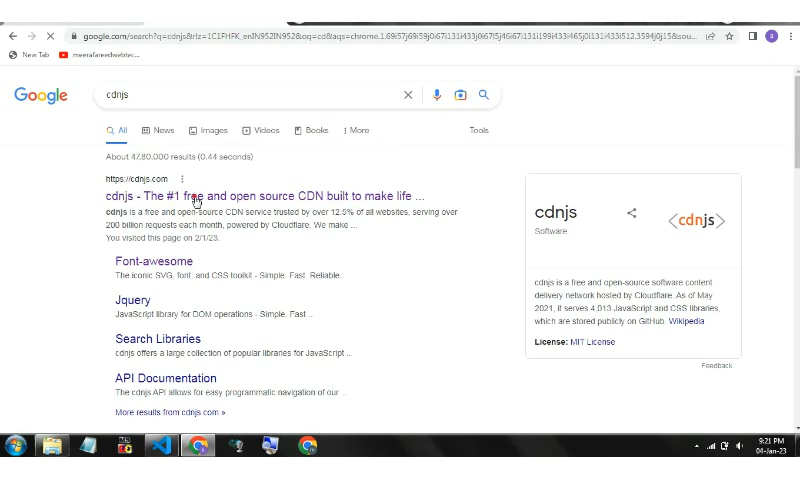 google.com/search?q=cdnjs&rlz=1C1FHFK_enIN952IN952&oq=cd&aqs=chrome.1.69i57j69i59j0i67i131i433j0i67l5j46i67i131i199i433i465j0i131i433i512.3594j0j15&sou...
New Tab
meerafareedwebtec...
Google
cdnjs
All
News
Images
Videos
Books
More
Tools
About 47,80,000 results (0.44 seconds)
https://cdnjs.com
cdnjs - The #1 free and open source CDN built to make life ...
cdnjs is a free and open-source CDN service trusted by over 12.5% of all websites, serving over
200 billion requests each month, powered by Cloudflare. We make ...
You visited this page on 2/1/23.
Font-awesome
The iconic SVG, font, and CSS toolkit - Simple. Fast. Reliable.
Jquery
JavaScript library for DOM operations - Simple. Fast ...
Search Libraries
cdnjs offers a large collection of popular libraries for JavaScript ...
API Documentation
The cdnjs API allows for easy programmatic navigation of our ...
More results from cdnjs.com »
cdnjs
Software
<cdnjs>
cdnjs is a free and open-source software content
delivery network hosted by Cloudflare. As of May
2021, it serves 4,013 JavaScript and CSS libraries,
which are stored publicly on GitHub. Wikipedia
License: MIT License
Feedback
9:21 PM
04-Jan-23